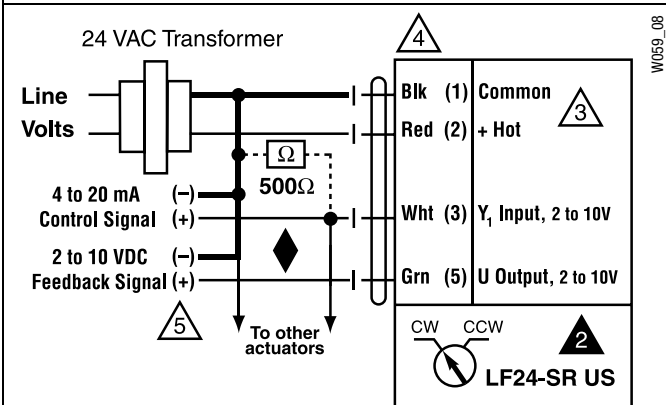 W059_08
24 VAC Transformer
4
Line
Volts
Blk (1) Common
3
Red (2) + Hot
Ω
500Ω
4 to 20 mA (–)
Control Signal (+)
Wht (3) Y1 Input, 2 to 10V
2 to 10 VDC (–)
Feedback Signal (+)
Grn (5) U Output, 2 to 10V
5
To other
actuators
CW CCW
2
LF24-SR US